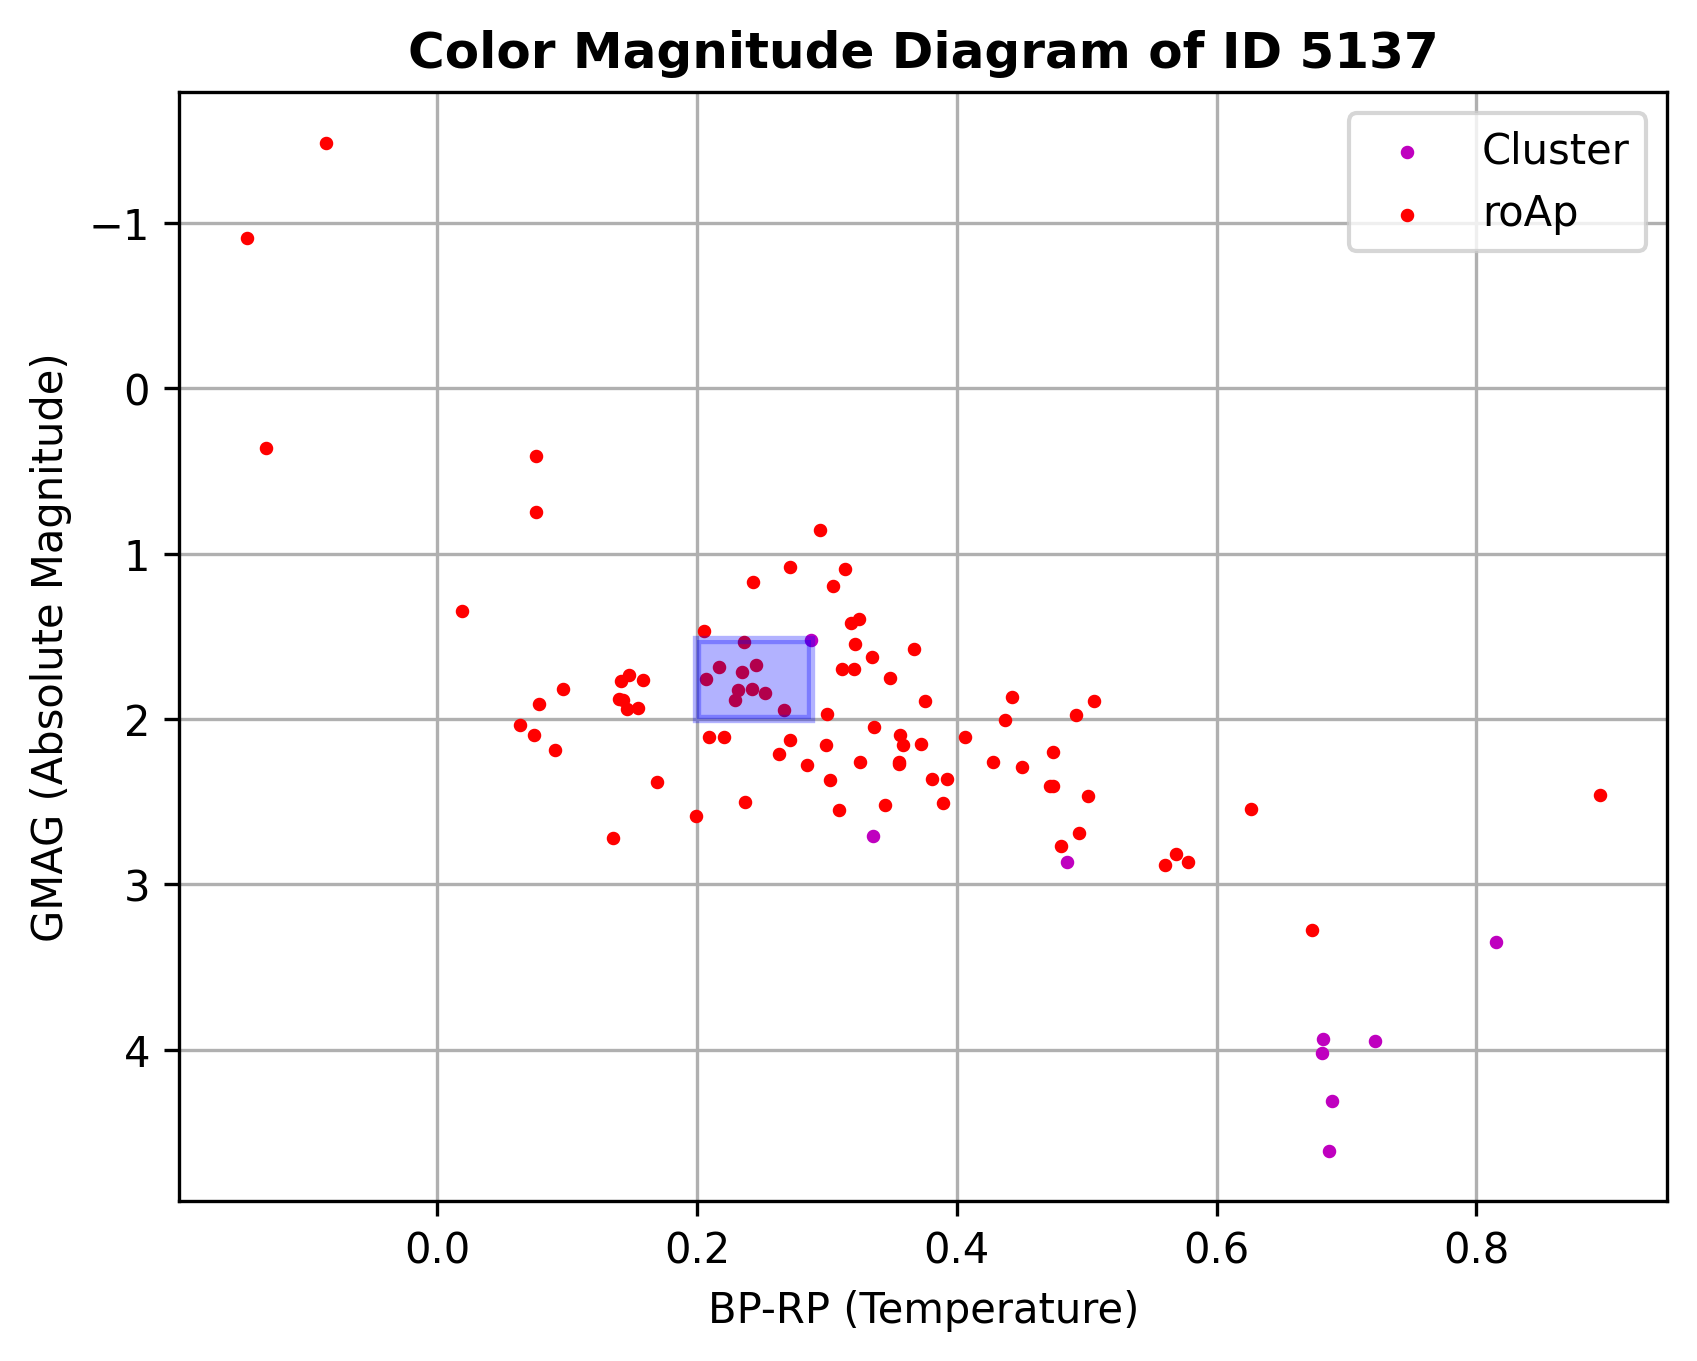 Color Magnitude Diagram of ID 5137
Cluster
roAp
GMAG (Absolute Magnitude)
−1
0
1
2
3
4
0.0 0.2 0.4 0.6 0.8
BP-RP (Temperature)